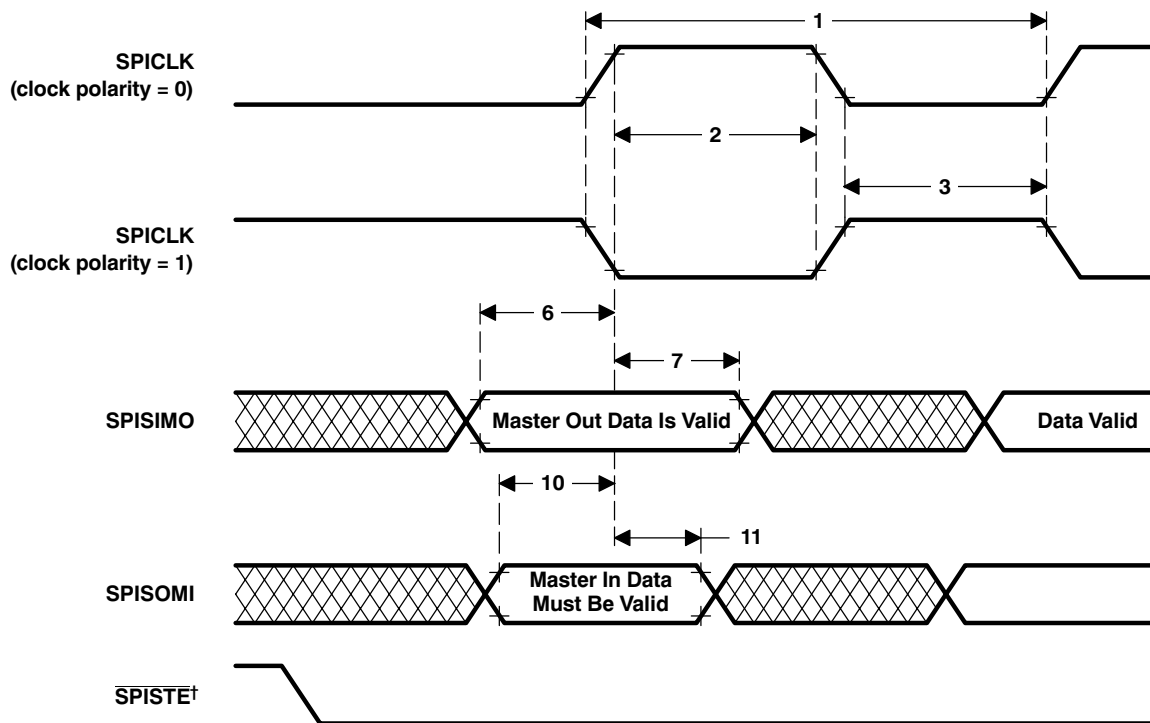 1
SPICLK
(clock polarity = 0)
2
3
SPICLK
(clock polarity = 1)
6
7
SPISIMO
Master Out Data Is Valid
Data Valid
10
11
SPISOMI
Master In Data
Must Be Valid
SPISTE†